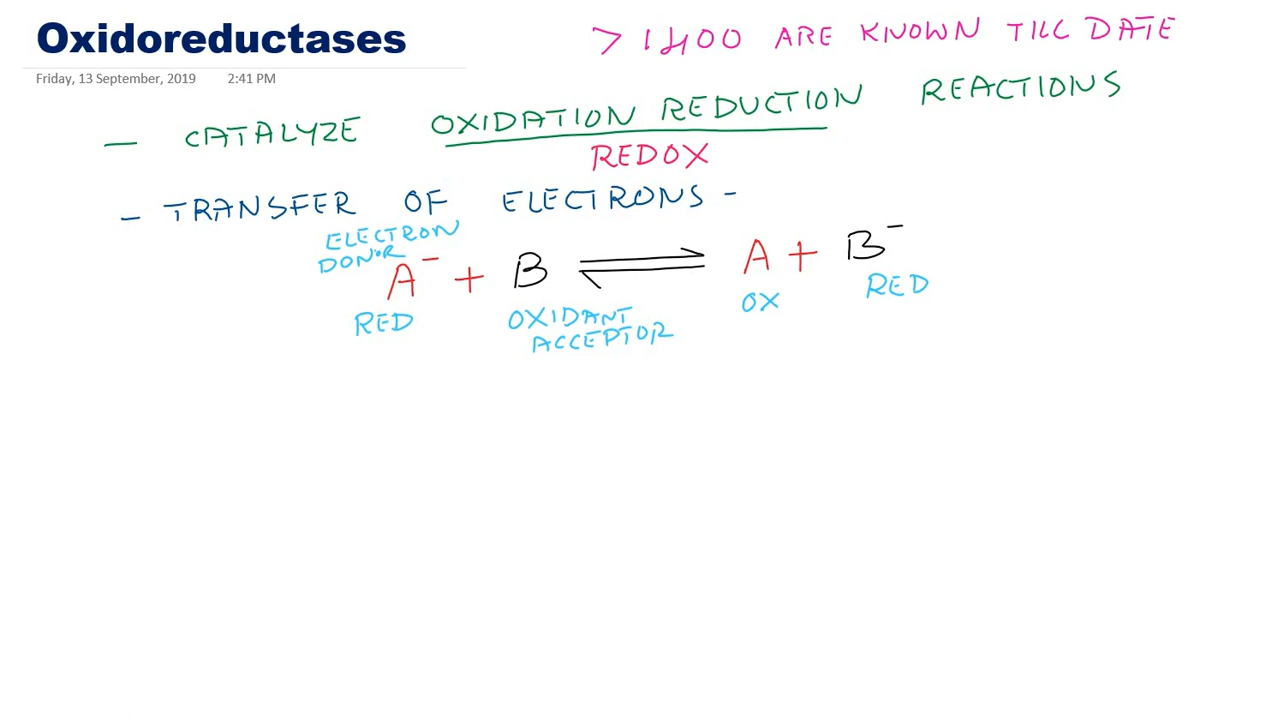 Oxidoreductases
> 1400 ARE KNOWN TILL DATE
Friday, 13 September, 2019 2:41 PM
— CATALYZE OXIDATION REDUCTION REACTIONS
REDOX
– TRANSFER OF ELECTRONS –
ELECTRON
DONOR
A⁻ + B ⇌ A + B⁻
RED OXIDANT OX RED
ACCEPTOR